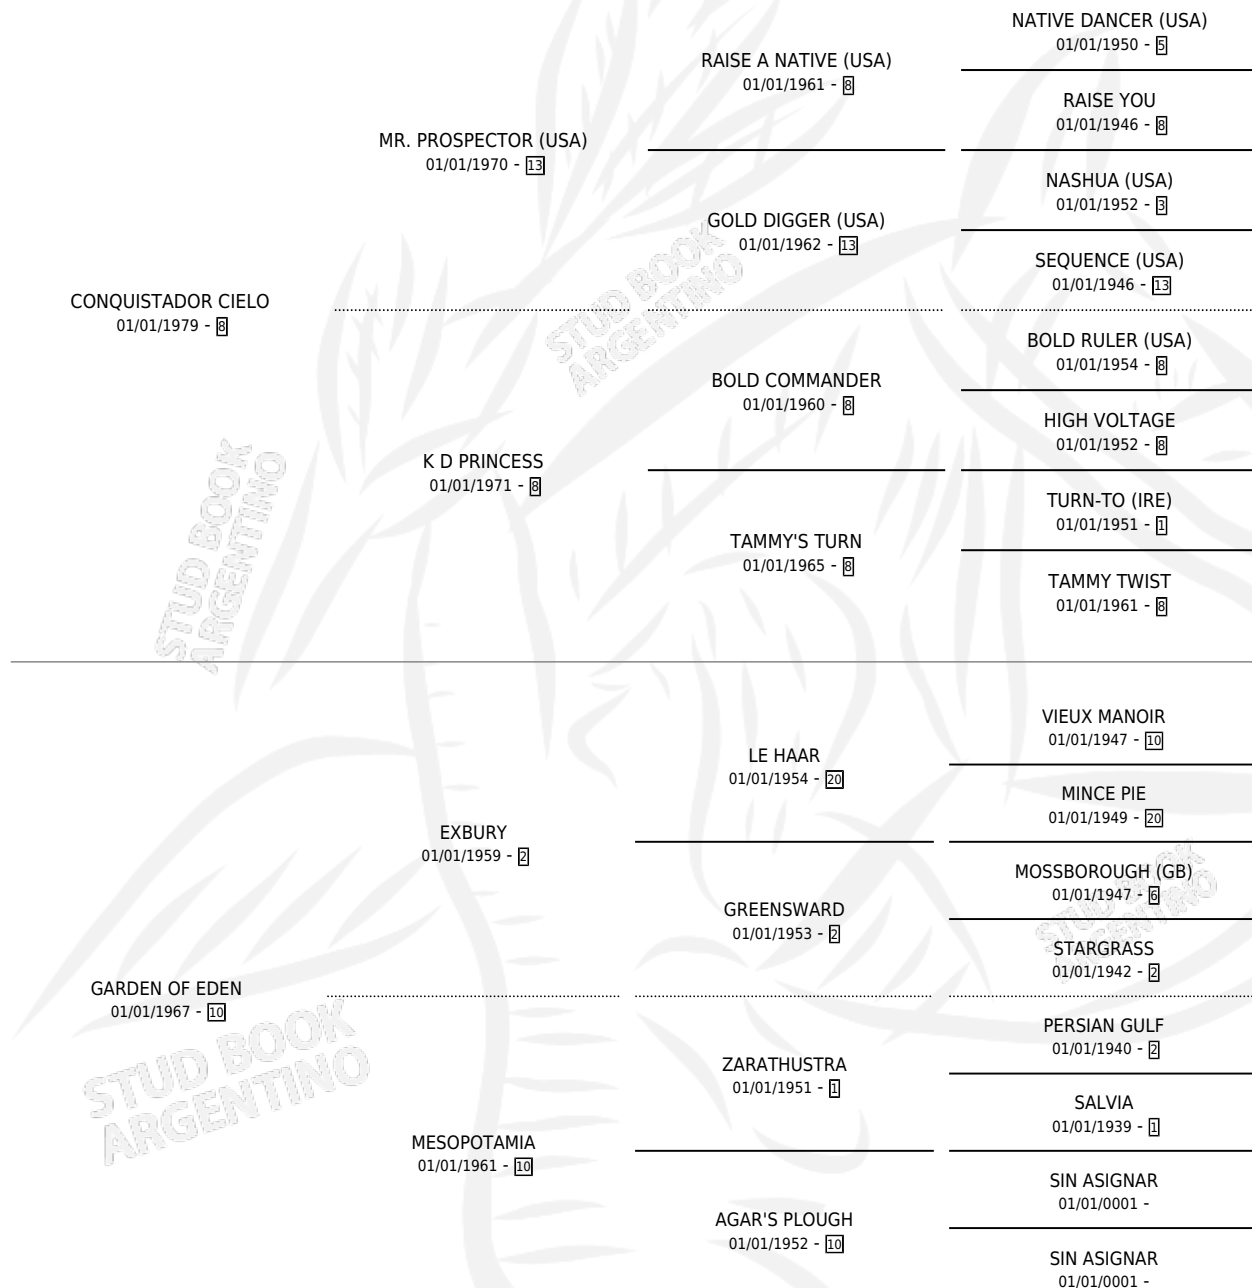 NATIVE DANCER (USA)
01/01/1950 - 5
RAISE A NATIVE (USA)
01/01/1961 - 8
RAISE YOU
01/01/1946 - 8
MR. PROSPECTOR (USA)
01/01/1970 - 13
NASHUA (USA)
01/01/1952 - 3
GOLD DIGGER (USA)
01/01/1962 - 13
SEQUENCE (USA)
01/01/1946 - 13
CONQUISTADOR CIELO
01/01/1979 - 8
BOLD RULER (USA)
01/01/1954 - 8
BOLD COMMANDER
01/01/1960 - 8
HIGH VOLTAGE
01/01/1952 - 8
K D PRINCESS
01/01/1971 - 8
TURN-TO (IRE)
01/01/1951 - 1
TAMMY'S TURN
01/01/1965 - 8
TAMMY TWIST
01/01/1961 - 8
VIEUX MANOIR
01/01/1947 - 10
LE HAAR
01/01/1954 - 20
MINCE PIE
01/01/1949 - 20
EXBURY
01/01/1959 - 2
MOSSBOROUGH (GB)
01/01/1947 - 6
GREENSWARD
01/01/1953 - 2
STARGRASS
01/01/1942 - 2
GARDEN OF EDEN
01/01/1967 - 10
PERSIAN GULF
01/01/1940 - 2
ZARATHUSTRA
01/01/1951 - 1
SALVIA
01/01/1939 - 1
MESOPOTAMIA
01/01/1961 - 10
SIN ASIGNAR
01/01/0001 -
AGAR'S PLOUGH
01/01/1952 - 10
SIN ASIGNAR
01/01/0001 -
STUD BOOK
ARGENTINO
STUD BOOK
ARGENTINO
STUD BOOK
ARGENTINO
STUD BOOK
ARGENTINO